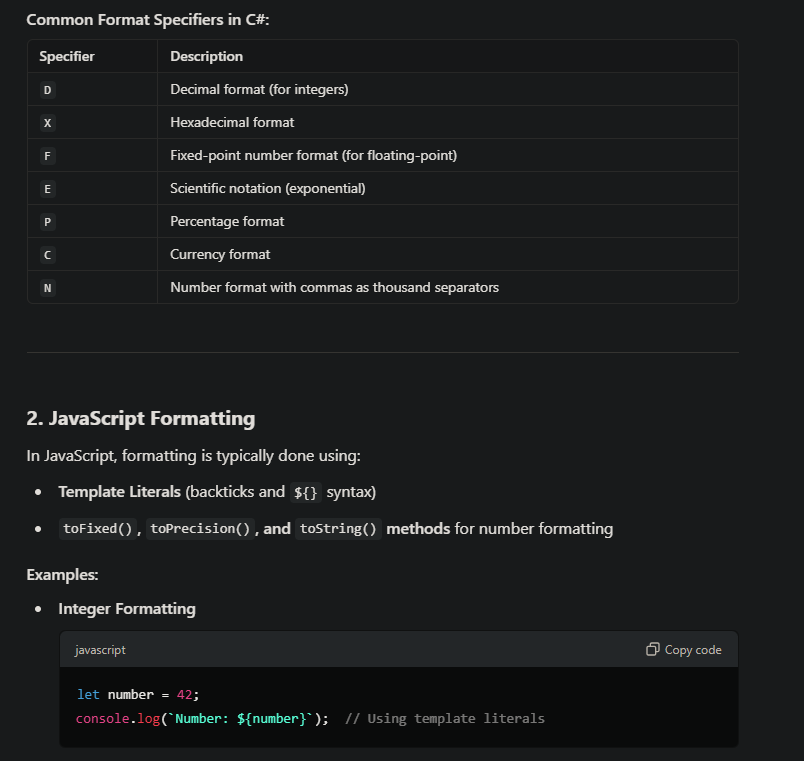 Common Format Specifiers in C#:
Specifier Description
D Decimal format (for integers)
X Hexadecimal format
F Fixed-point number format (for floating-point)
E Scientific notation (exponential)
P Percentage format
C Currency format
N Number format with commas as thousand separators
2. JavaScript Formatting
In JavaScript, formatting is typically done using:
• Template Literals (backticks and ${} syntax)
• toFixed(), toPrecision(), and toString() methods for number formatting
Examples:
• Integer Formatting
javascript Copy code
let number = 42;
console.log(`Number: ${number}`); // Using template literals